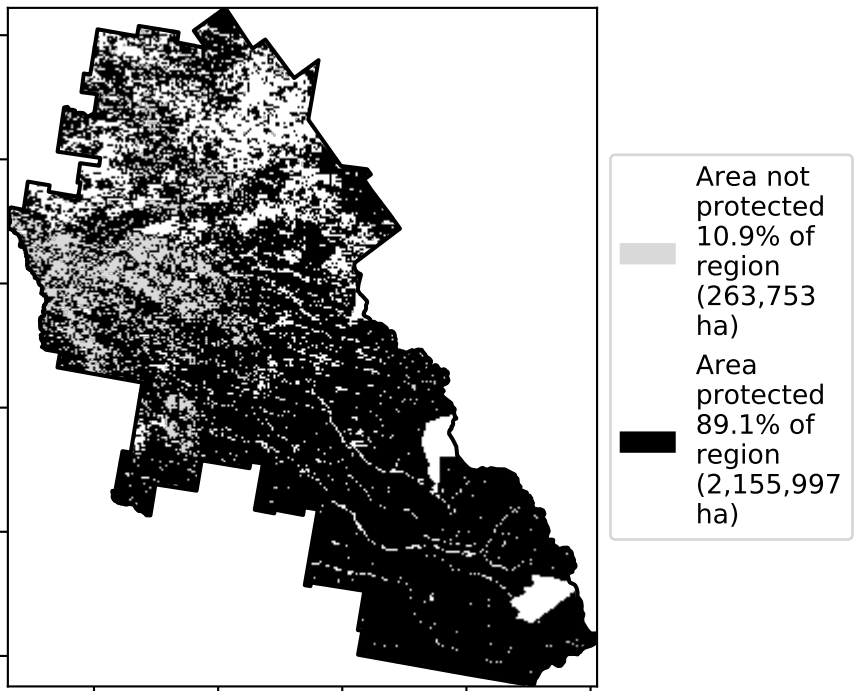 Area not
protected
10.9% of
region
(263,753
ha)
Area
protected
89.1% of
region
(2,155,997
ha)